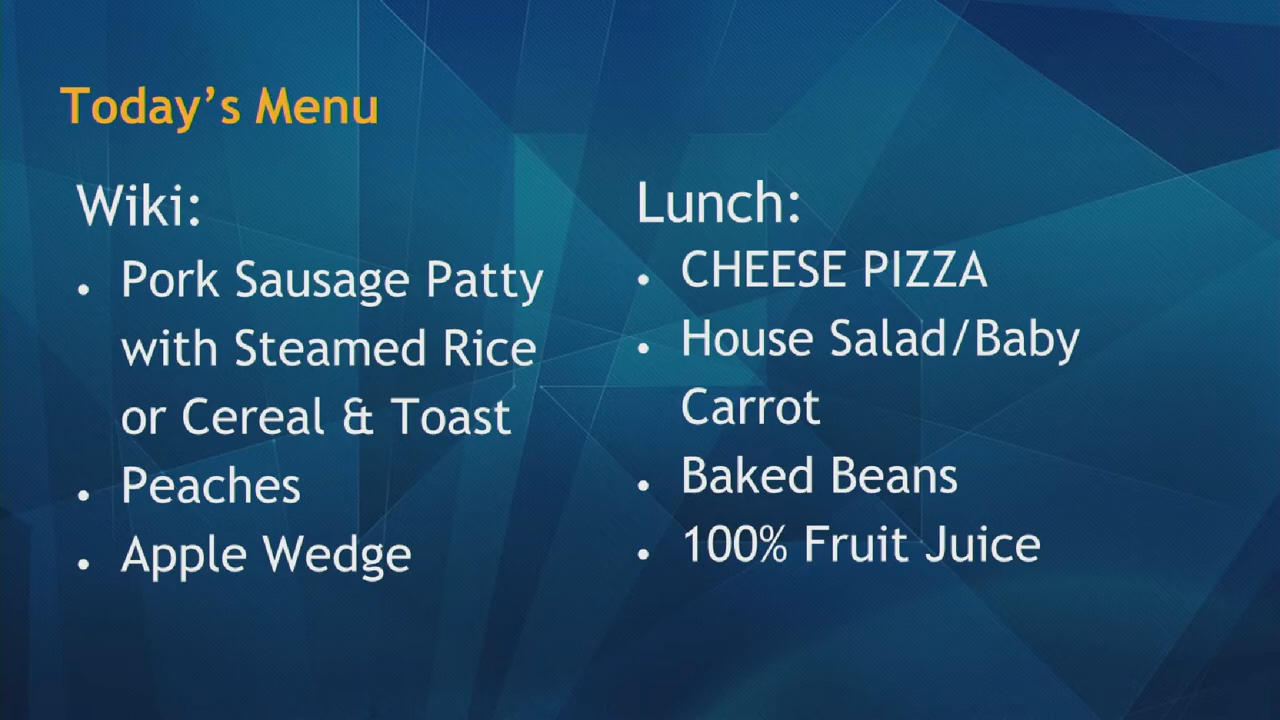 Today’s Menu
Wiki:
• Pork Sausage Patty
with Steamed Rice
or Cereal & Toast
• Peaches
• Apple Wedge
Lunch:
• CHEESE PIZZA
• House Salad/Baby
Carrot
• Baked Beans
• 100% Fruit Juice